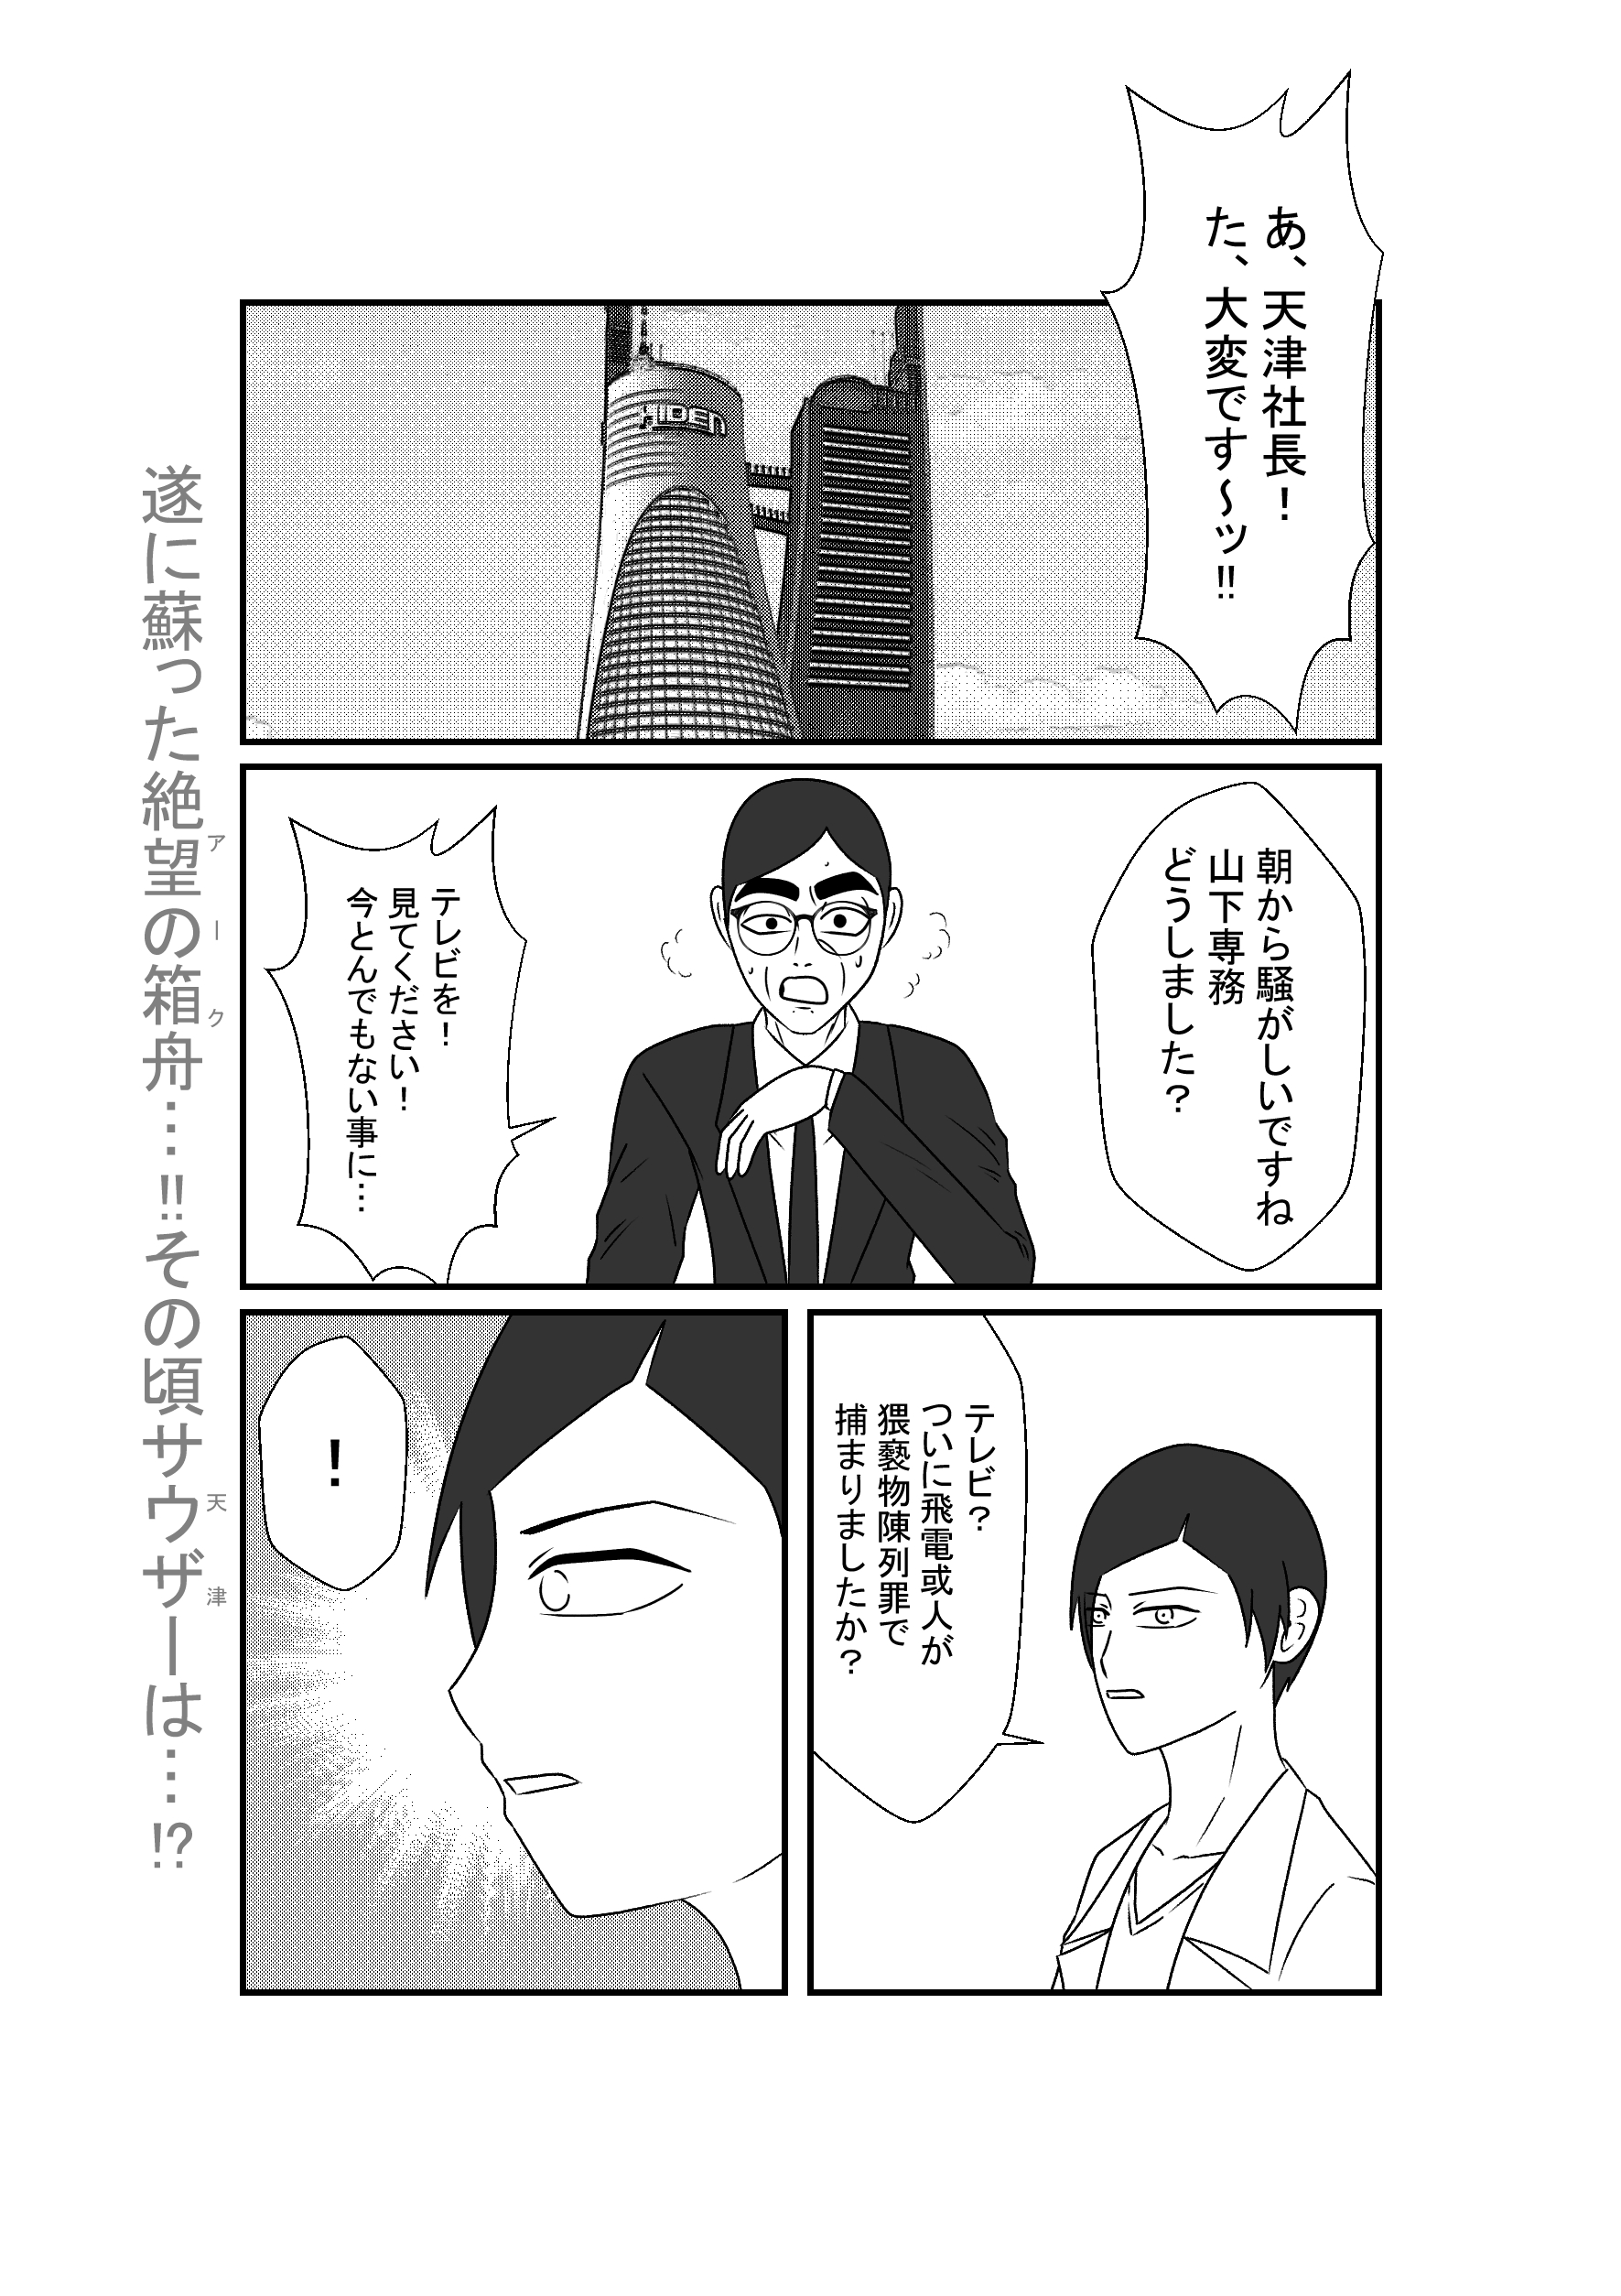 あ、天津社長！
た、大変です～ッ!!
HIDEN
朝から騒がしいですね
山下専務
どうしました？
テレビを！
見てください！
今とんでもない事に…
テレビ？
ついに飛電或人が
猥褻物陳列罪で
捕まりましたか？
！
遂に蘇った絶望の箱舟……!!その頃サウザーは……!?
アーク
天津